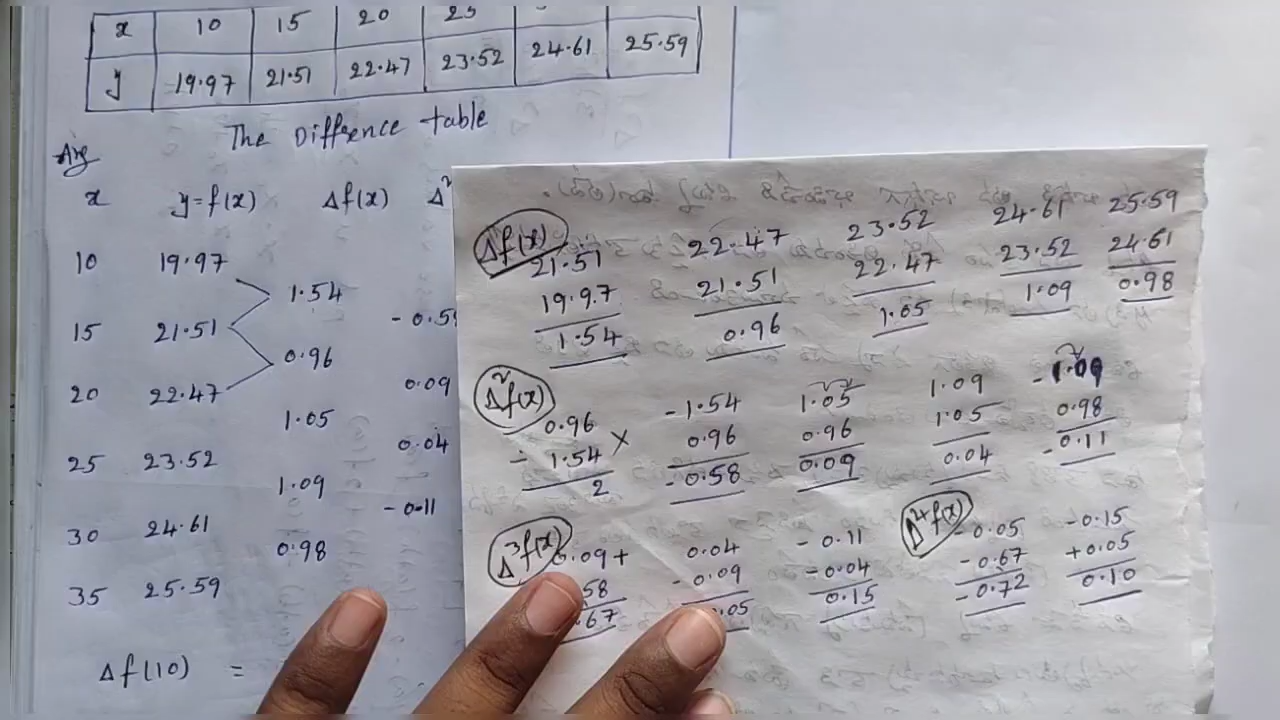 x 10 15 20 25
y 19.97 21.51 22.47 23.52 24.61 25.59
The Difference table
Ans
x y=f(x) Δf(x) Δ²
10 19.97
1.54
15 21.51 - 0.5
0.96
20 22.47 0.09
1.05
25 23.52 0.04
1.09
30 24.61 - 0.11
0.98
35 25.59
Δf(10) =
Δf(x)
21.51 22.47 23.52 24.61 25.59
19.97 21.51 22.47 23.52 24.61
1.54 0.96 1.05 1.09 0.98
Δ²f(x)
0.96 -1.54 1.05 1.09 - 1.09
- 1.54 x 0.96 0.96 1.05 0.98
2 -0.58 0.09 0.04 - 0.11
Δ³f(x) Δ⁴f(x)
0.09+ 0.04 - 0.11 -0.05 -0.15
58 - 0.09 -0.04 -0.67 +0.05
.67 .05 0.15 -0.72 0.10